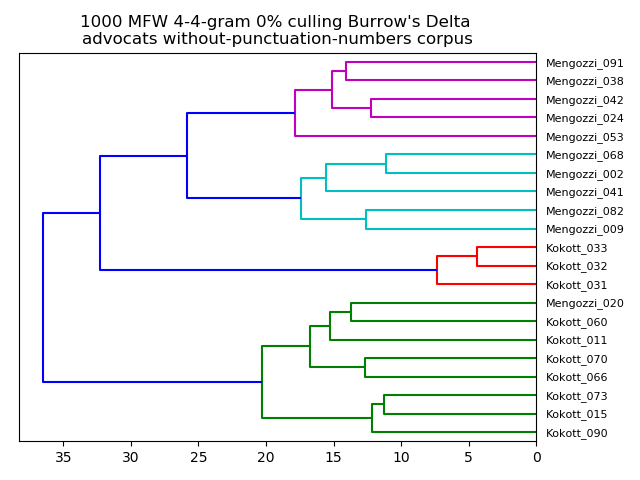 1000 MFW 4-4-gram 0% culling Burrow's Delta
advocats without-punctuation-numbers corpus
Mengozzi_091
Mengozzi_038
Mengozzi_042
Mengozzi_024
Mengozzi_053
Mengozzi_068
Mengozzi_002
Mengozzi_041
Mengozzi_082
Mengozzi_009
Kokott_033
Kokott_032
Kokott_031
Mengozzi_020
Kokott_060
Kokott_011
Kokott_070
Kokott_066
Kokott_073
Kokott_015
Kokott_090
35 30 25 20 15 10 5 0